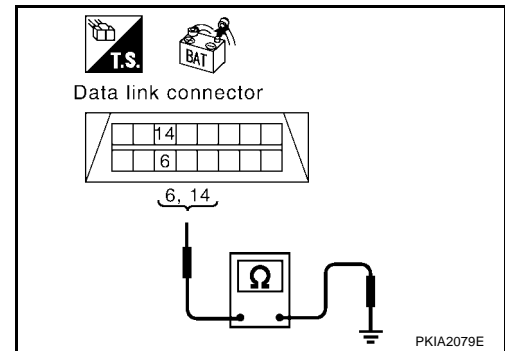 T.S.
BAT
Data link connector
14
6
6, 14
Ω
PKIA2079E